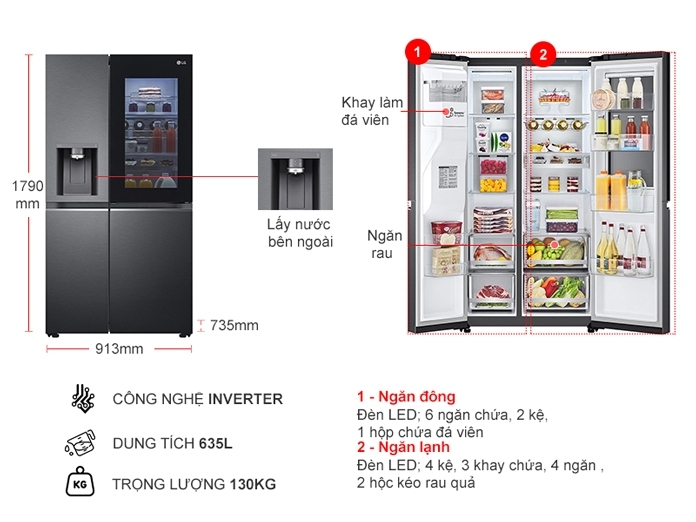 LG
1
2
Khay làm
đá viên
1790
mm
Lấy nước
bên ngoài
Ngăn
rau
735mm
913mm
CÔNG NGHỆ INVERTER
DUNG TÍCH 635L
KG
TRỌNG LƯỢNG 130KG
1 - Ngăn đông
Đèn LED; 6 ngăn chứa, 2 kệ,
1 hộp chứa đá viên
2 - Ngăn lạnh
Đèn LED; 4 kệ, 3 khay chứa, 4 ngăn ,
2 hộc kéo rau quả